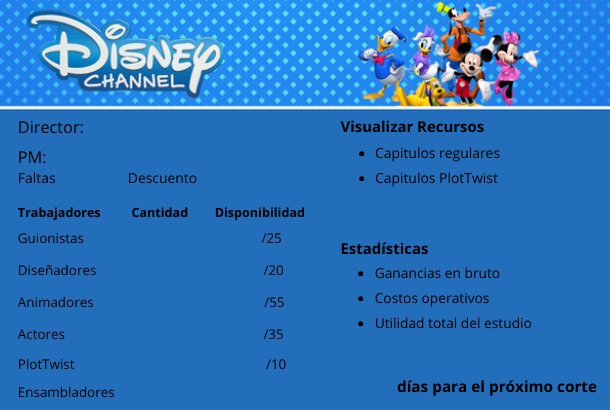 Disney
CHANNEL
Director:
PM:
Faltas Descuento
Trabajadores Cantidad Disponibilidad
Guionistas /25
Diseñadores /20
Animadores /55
Actores /35
PlotTwist /10
Ensambladores
Visualizar Recursos
• Capitulos regulares
• Capitulos PlotTwist
Estadísticas
• Ganancias en bruto
• Costos operativos
• Utilidad total del estudio
días para el próximo corte